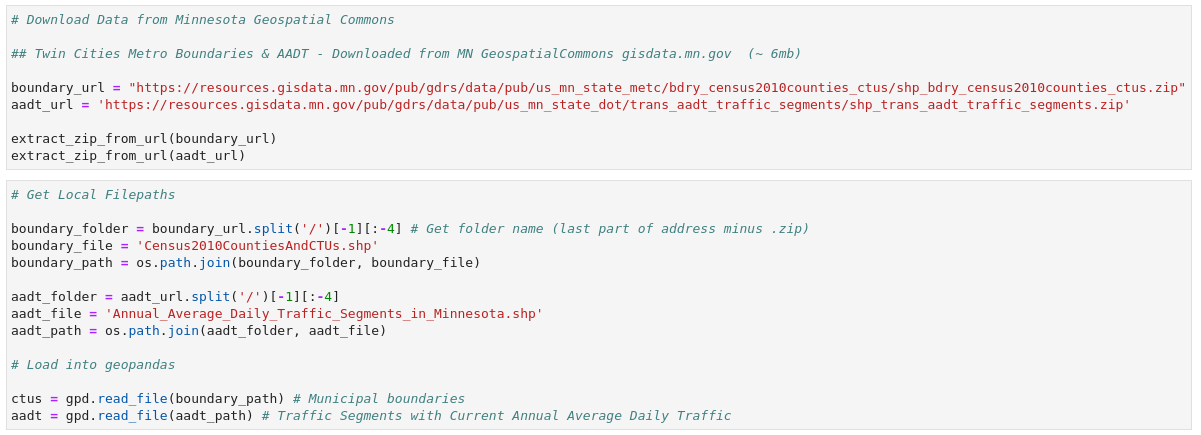 # Download Data from Minnesota Geospatial Commons
## Twin Cities Metro Boundaries & AADT - Downloaded from MN GeospatialCommons gisdata.mn.gov  (~ 6mb)
boundary_url = "https://resources.gisdata.mn.gov/pub/gdrs/data/pub/us_mn_state_metc/bdry_census2010counties_ctus/shp_bdry_census2010counties_ctus.zip"
aadt_url = 'https://resources.gisdata.mn.gov/pub/gdrs/data/pub/us_mn_state_dot/trans_aadt_traffic_segments/shp_trans_aadt_traffic_segments.zip'
extract_zip_from_url(boundary_url)
extract_zip_from_url(aadt_url)
# Get Local Filepaths
boundary_folder = boundary_url.split('/')[-1][:-4] # Get folder name (last part of address minus .zip)
boundary_file = 'Census2010CountiesAndCTUs.shp'
boundary_path = os.path.join(boundary_folder, boundary_file)
aadt_folder = aadt_url.split('/')[-1][:-4]
aadt_file = 'Annual_Average_Daily_Traffic_Segments_in_Minnesota.shp'
aadt_path = os.path.join(aadt_folder, aadt_file)
# Load into geopandas
ctus = gpd.read_file(boundary_path) # Municipal boundaries
aadt = gpd.read_file(aadt_path) # Traffic Segments with Current Annual Average Daily Traffic